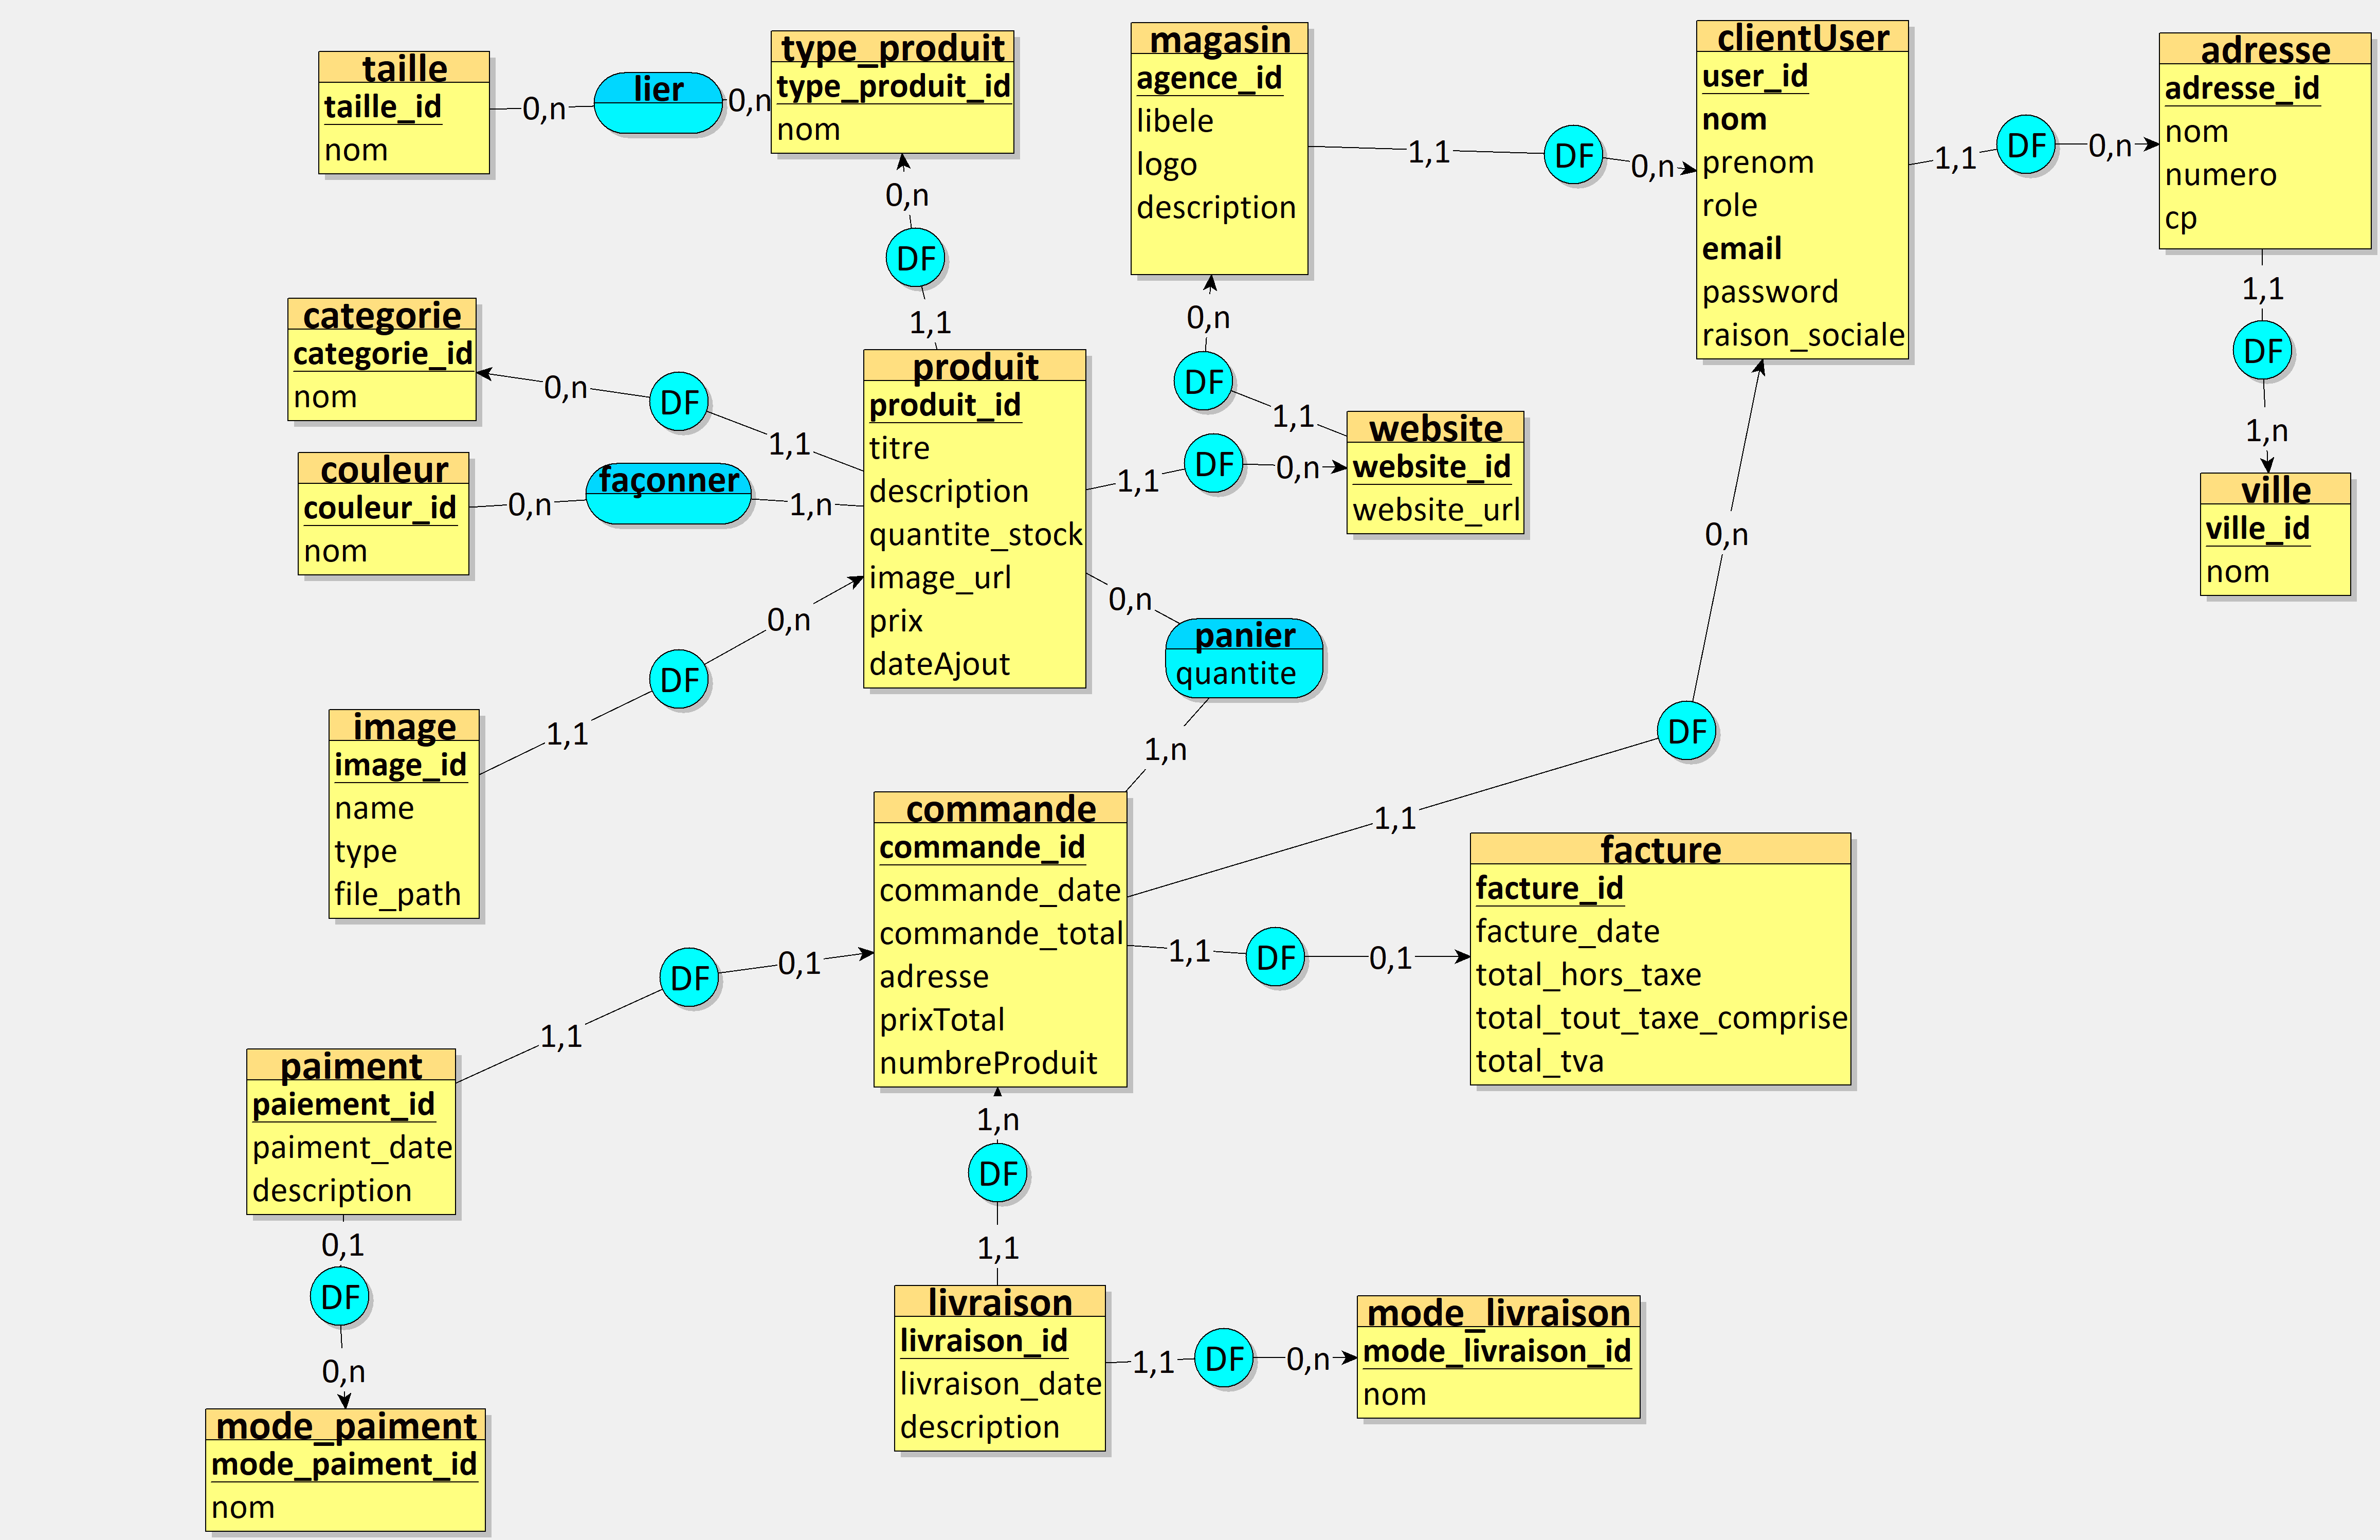 taille
taille_id
nom
0,n
lier
0,n
type_produit
type_produit_id
nom
0,n
DF
1,1
magasin
agence_id
libele
logo
description
1,1
DF
0,n
clientUser
user_id
nom
prenom
role
email
password
raison_sociale
1,1
DF
0,n
adresse
adresse_id
nom
numero
cp
1,1
DF
1,n
ville
ville_id
nom
categorie
categorie_id
nom
0,n
DF
1,1
couleur
couleur_id
nom
0,n
façonner
1,n
produit
produit_id
titre
description
quantite_stock
image_url
prix
dateAjout
0,n
DF
1,1
1,1
DF
0,n
website
website_id
website_url
0,n
panier
quantite
1,n
0,n
DF
1,1
0,n
DF
1,1
image
image_id
name
type
file_path
commande
commande_id
commande_date
commande_total
adresse
prixTotal
numbreProduit
1,1
DF
0,1
facture
facture_id
facture_date
total_hors_taxe
total_tout_taxe_comprise
total_tva
0,1
DF
1,1
paiment
paiement_id
paiment_date
description
0,1
DF
0,n
mode_paiment
mode_paiment_id
nom
1,n
DF
1,1
livraison
livraison_id
livraison_date
description
1,1
DF
0,n
mode_livraison
mode_livraison_id
nom